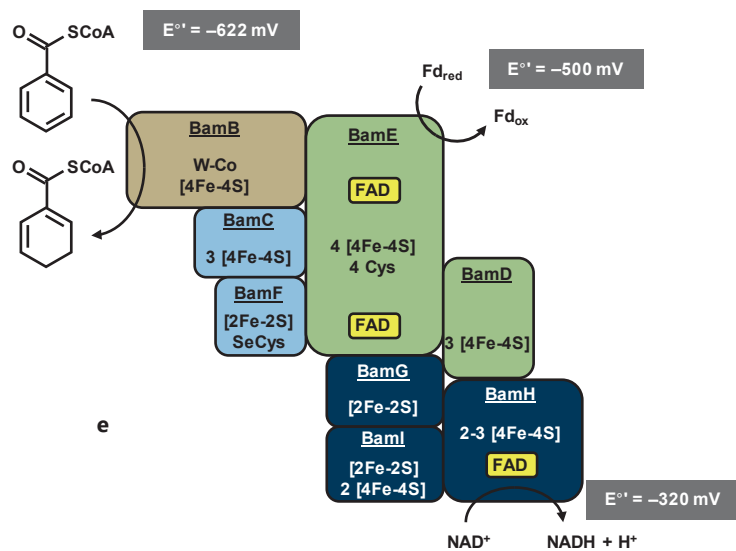 O
SCoA
E°' = –622 mV
Fd_red
E°' = –500 mV
Fd_ox
BamB
W-Co
[4Fe-4S]
BamE
FAD
4 [4Fe-4S]
4 Cys
FAD
O
SCoA
BamC
3 [4Fe-4S]
BamF
[2Fe-2S]
SeCys
BamD
3 [4Fe-4S]
BamG
[2Fe-2S]
BamH
2-3 [4Fe-4S]
FAD
e
BamI
[2Fe-2S]
2 [4Fe-4S]
E°' = –320 mV
NAD⁺
NADH + H⁺